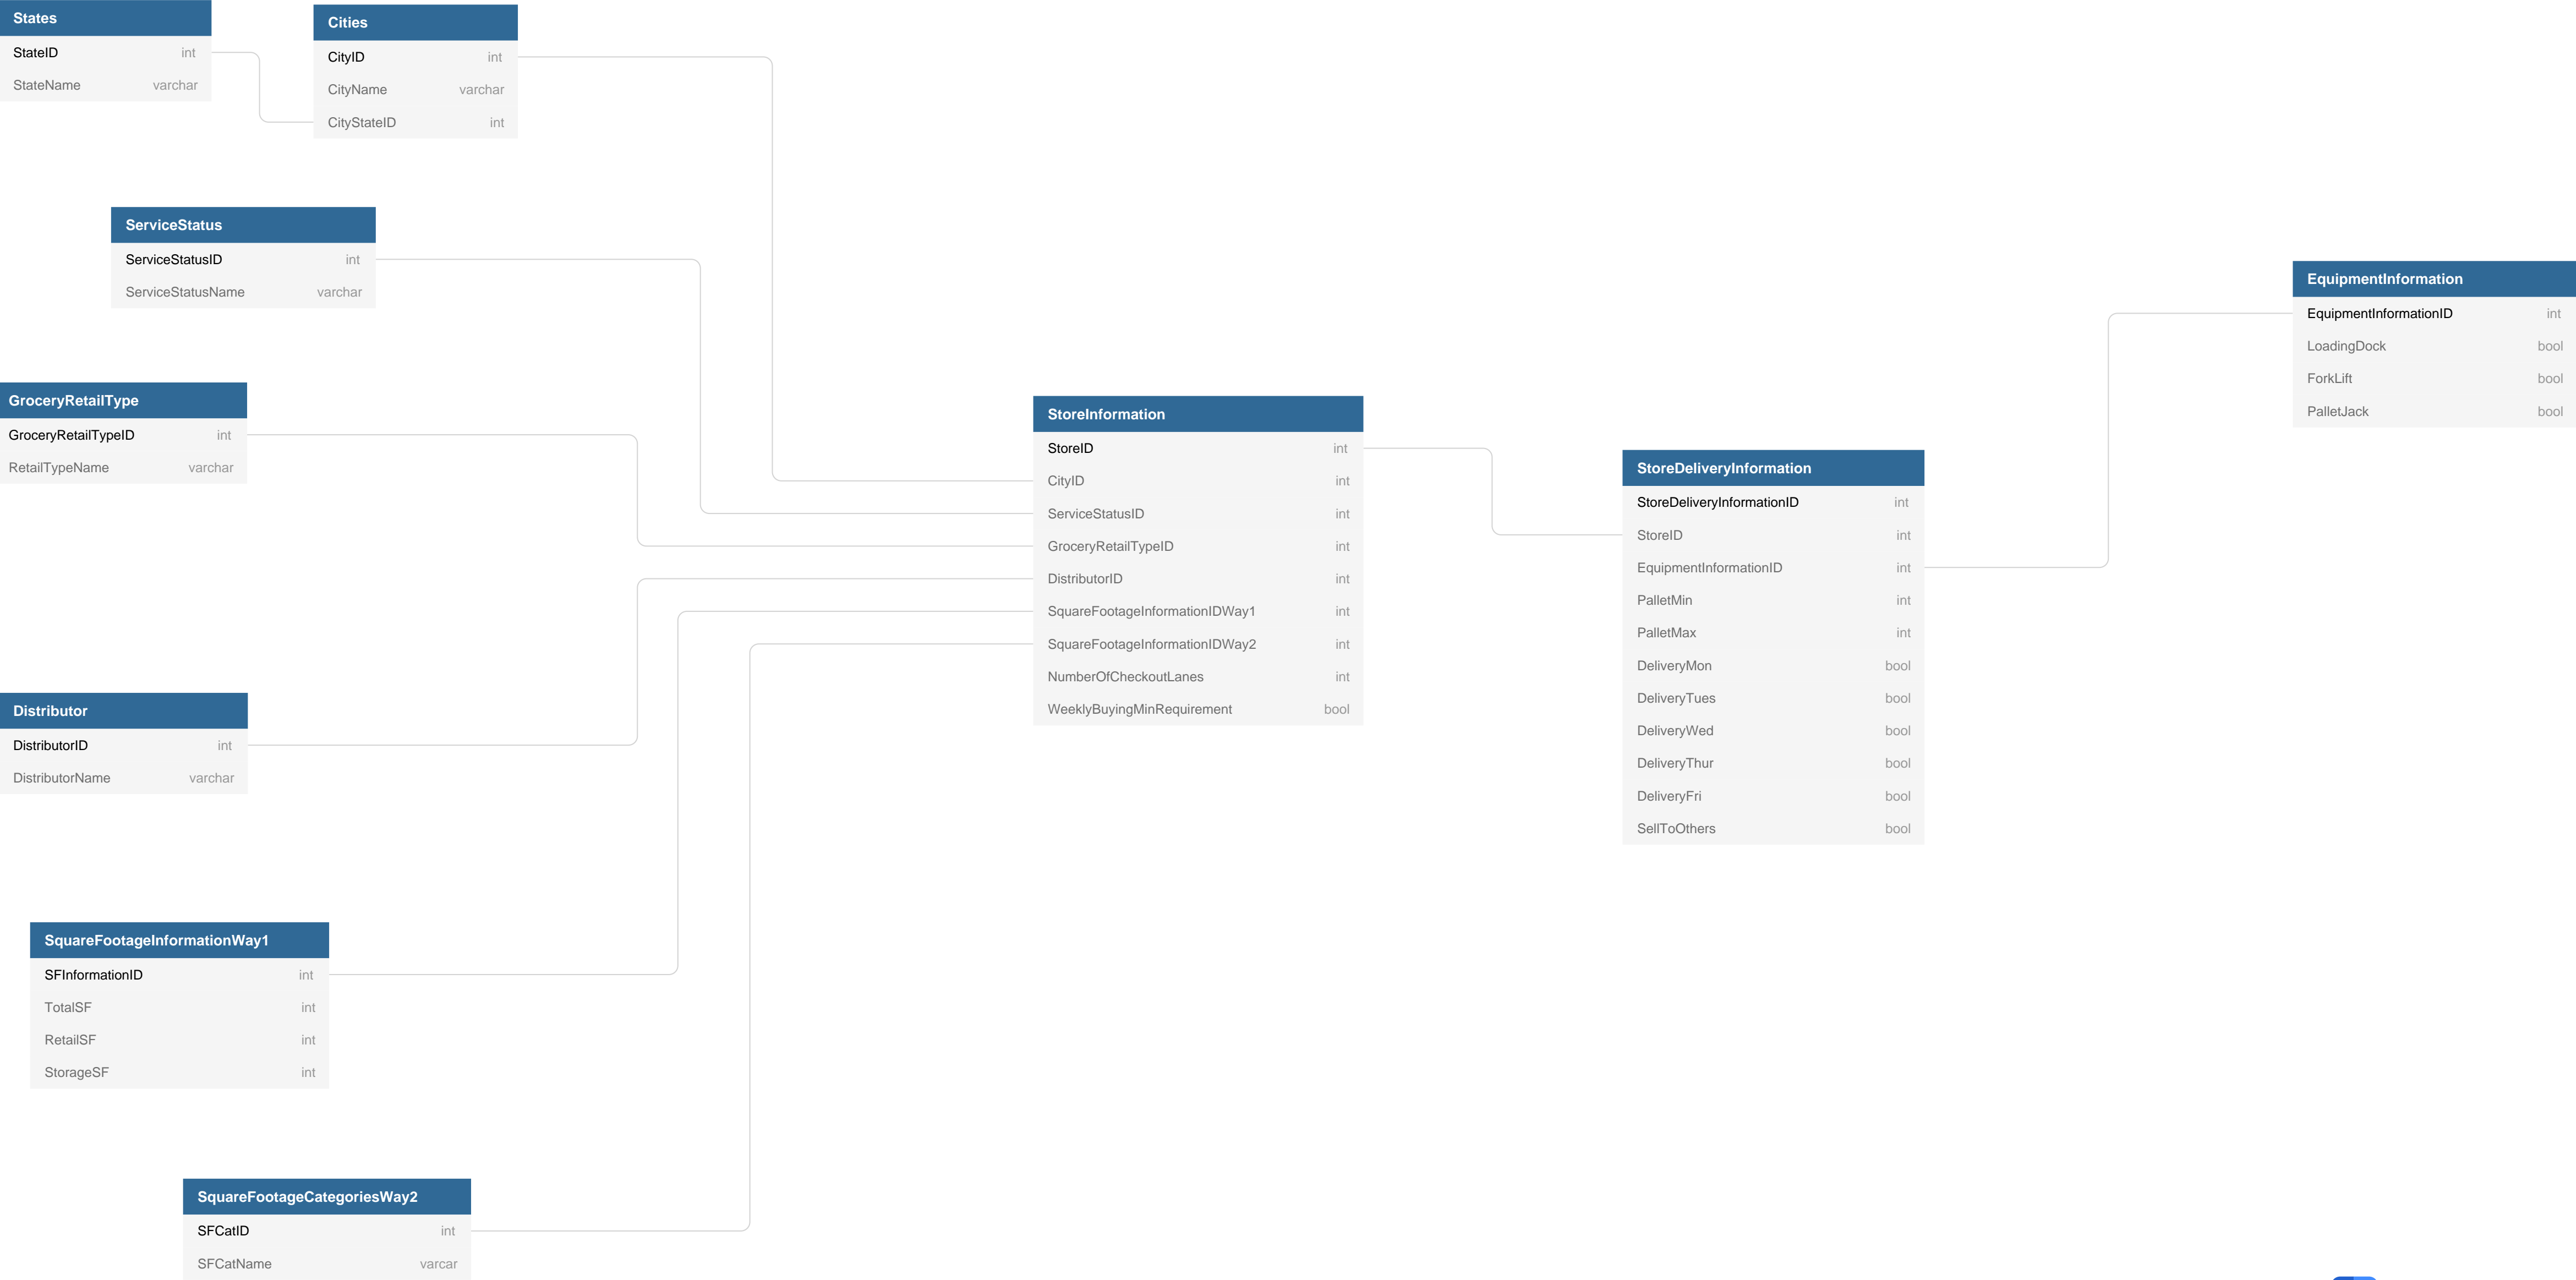 States
StateID int
StateName varchar
Cities
CityID int
CityName varchar
CityStateID int
ServiceStatus
ServiceStatusID int
ServiceStatusName varchar
GroceryRetailType
GroceryRetailTypeID int
RetailTypeName varchar
Distributor
DistributorID int
DistributorName varchar
SquareFootageInformationWay1
SFInformationID int
TotalSF int
RetailSF int
StorageSF int
SquareFootageCategoriesWay2
SFCatID int
SFCatName varcar
StoreInformation
StoreID int
CityID int
ServiceStatusID int
GroceryRetailTypeID int
DistributorID int
SquareFootageInformationIDWay1 int
SquareFootageInformationIDWay2 int
NumberOfCheckoutLanes int
WeeklyBuyingMinRequirement bool
StoreDeliveryInformation
StoreDeliveryInformationID int
StoreID int
EquipmentInformationID int
PalletMin int
PalletMax int
DeliveryMon bool
DeliveryTues bool
DeliveryWed bool
DeliveryThur bool
DeliveryFri bool
SellToOthers bool
EquipmentInformation
EquipmentInformationID int
LoadingDock bool
ForkLift bool
PalletJack bool